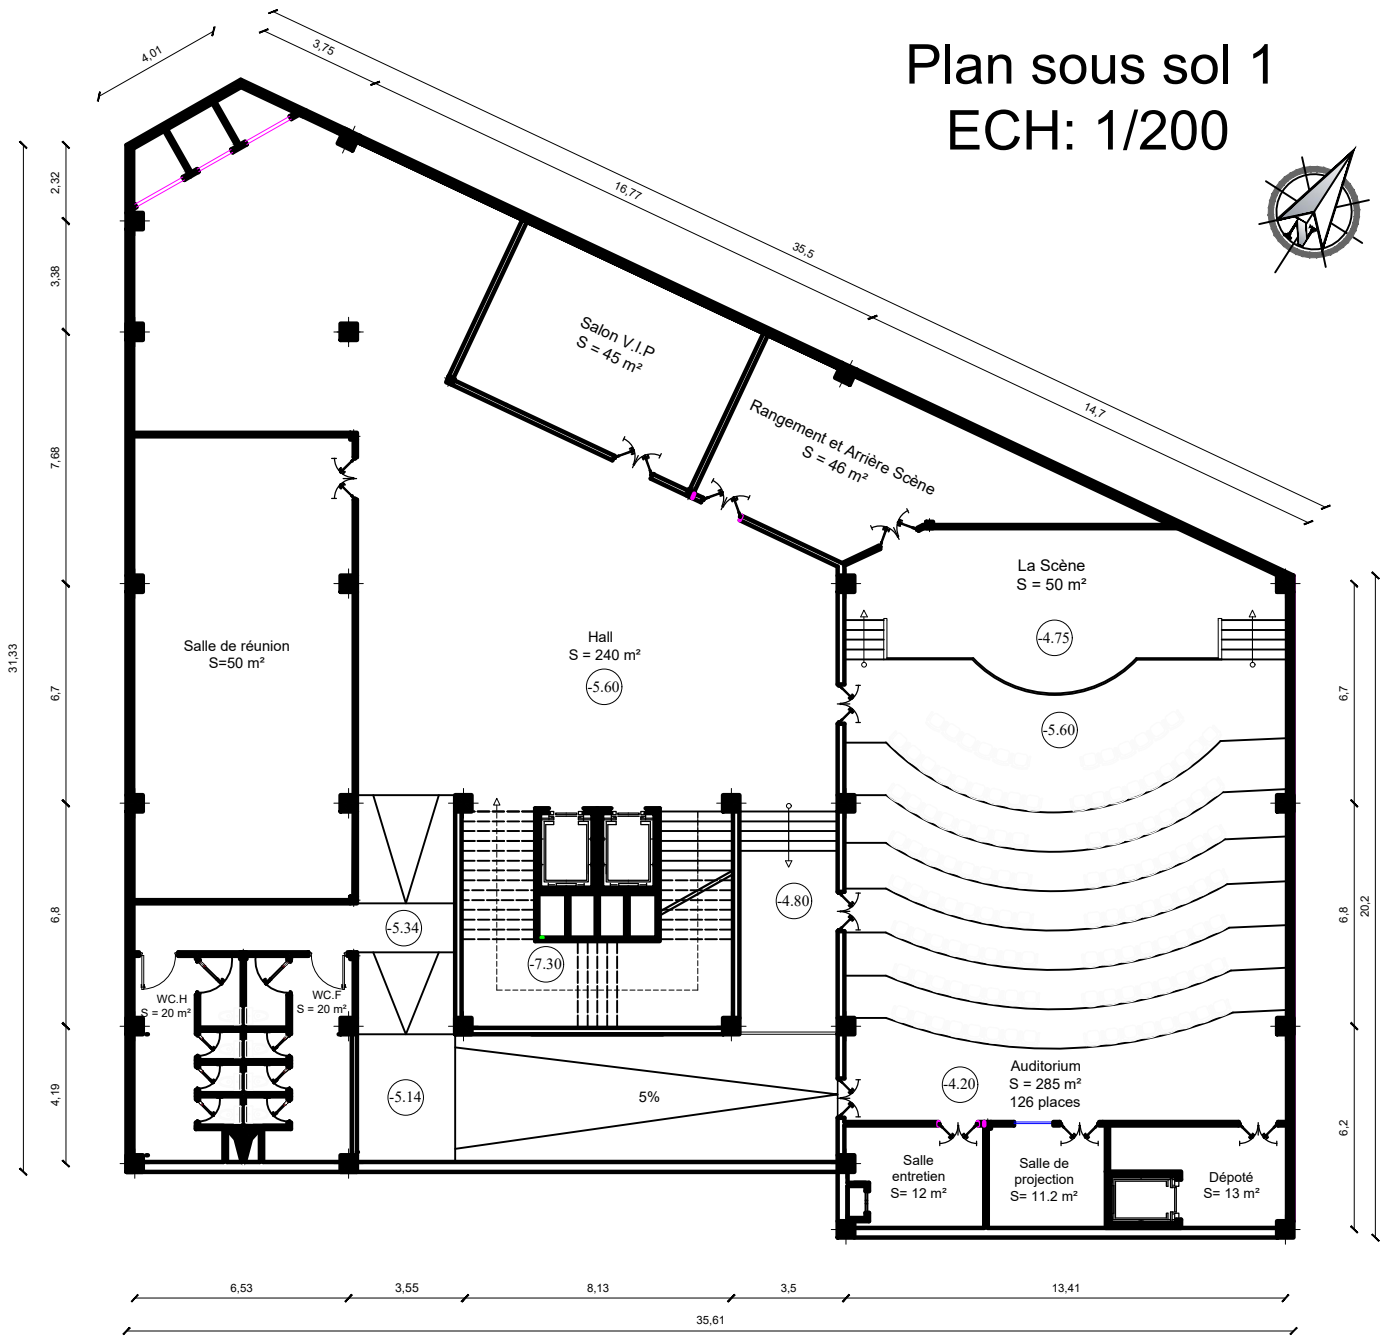 Plan sous sol 1
ECH: 1/200
4,01
3,75
16,77
35,5
14,7
2,32
3,38
7,68
31,33
6,7
6,8
4,19
Salon V.I.P
S = 45 m²
Rangement et Arrière Scène
S = 46 m²
La Scène
S = 50 m²
-4.75
-5.60
Salle de réunion
S=50 m²
Hall
S = 240 m²
-5.60
6,7
6,8
20,2
6,2
-4.80
-5.34
-7.30
WC.H
S = 20 m²
WC.F
S = 20 m²
-5.14
5%
-4.20
Auditorium
S = 285 m²
126 places
Salle
entretien
S= 12 m²
Salle de
projection
S= 11.2 m²
Dépoté
S= 13 m²
6,53
3,55
8,13
3,5
13,41
35,61